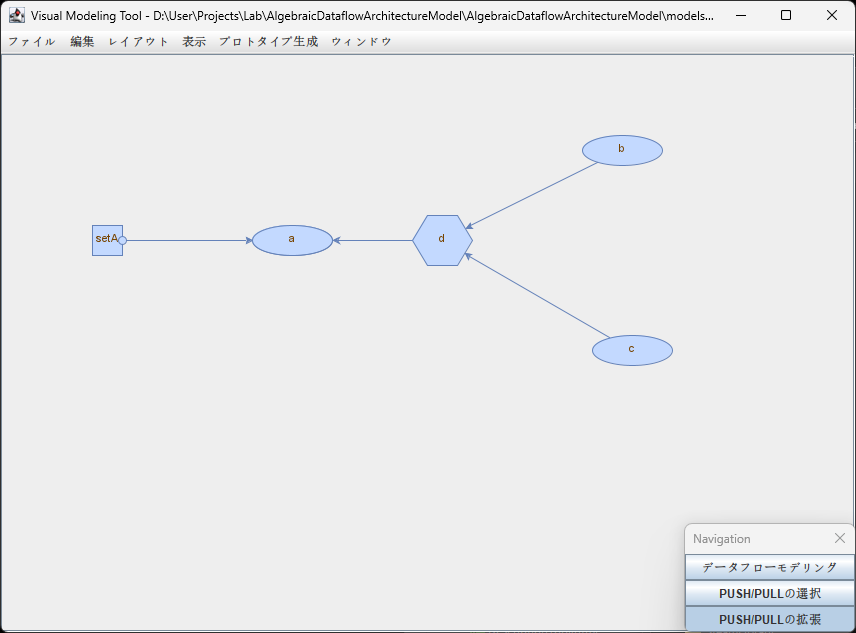 Visual Modeling Tool - D:\User\Projects\Lab\AlgebraicDataflowArchitectureModel\AlgebraicDataflowArchitectureModel\models...
ファイル 編集 レイアウト 表示 プロトタイプ生成 ウィンドウ
b
setA
a
d
c
Navigation
データフローモデリング
PUSH/PULLの選択
PUSH/PULLの拡張